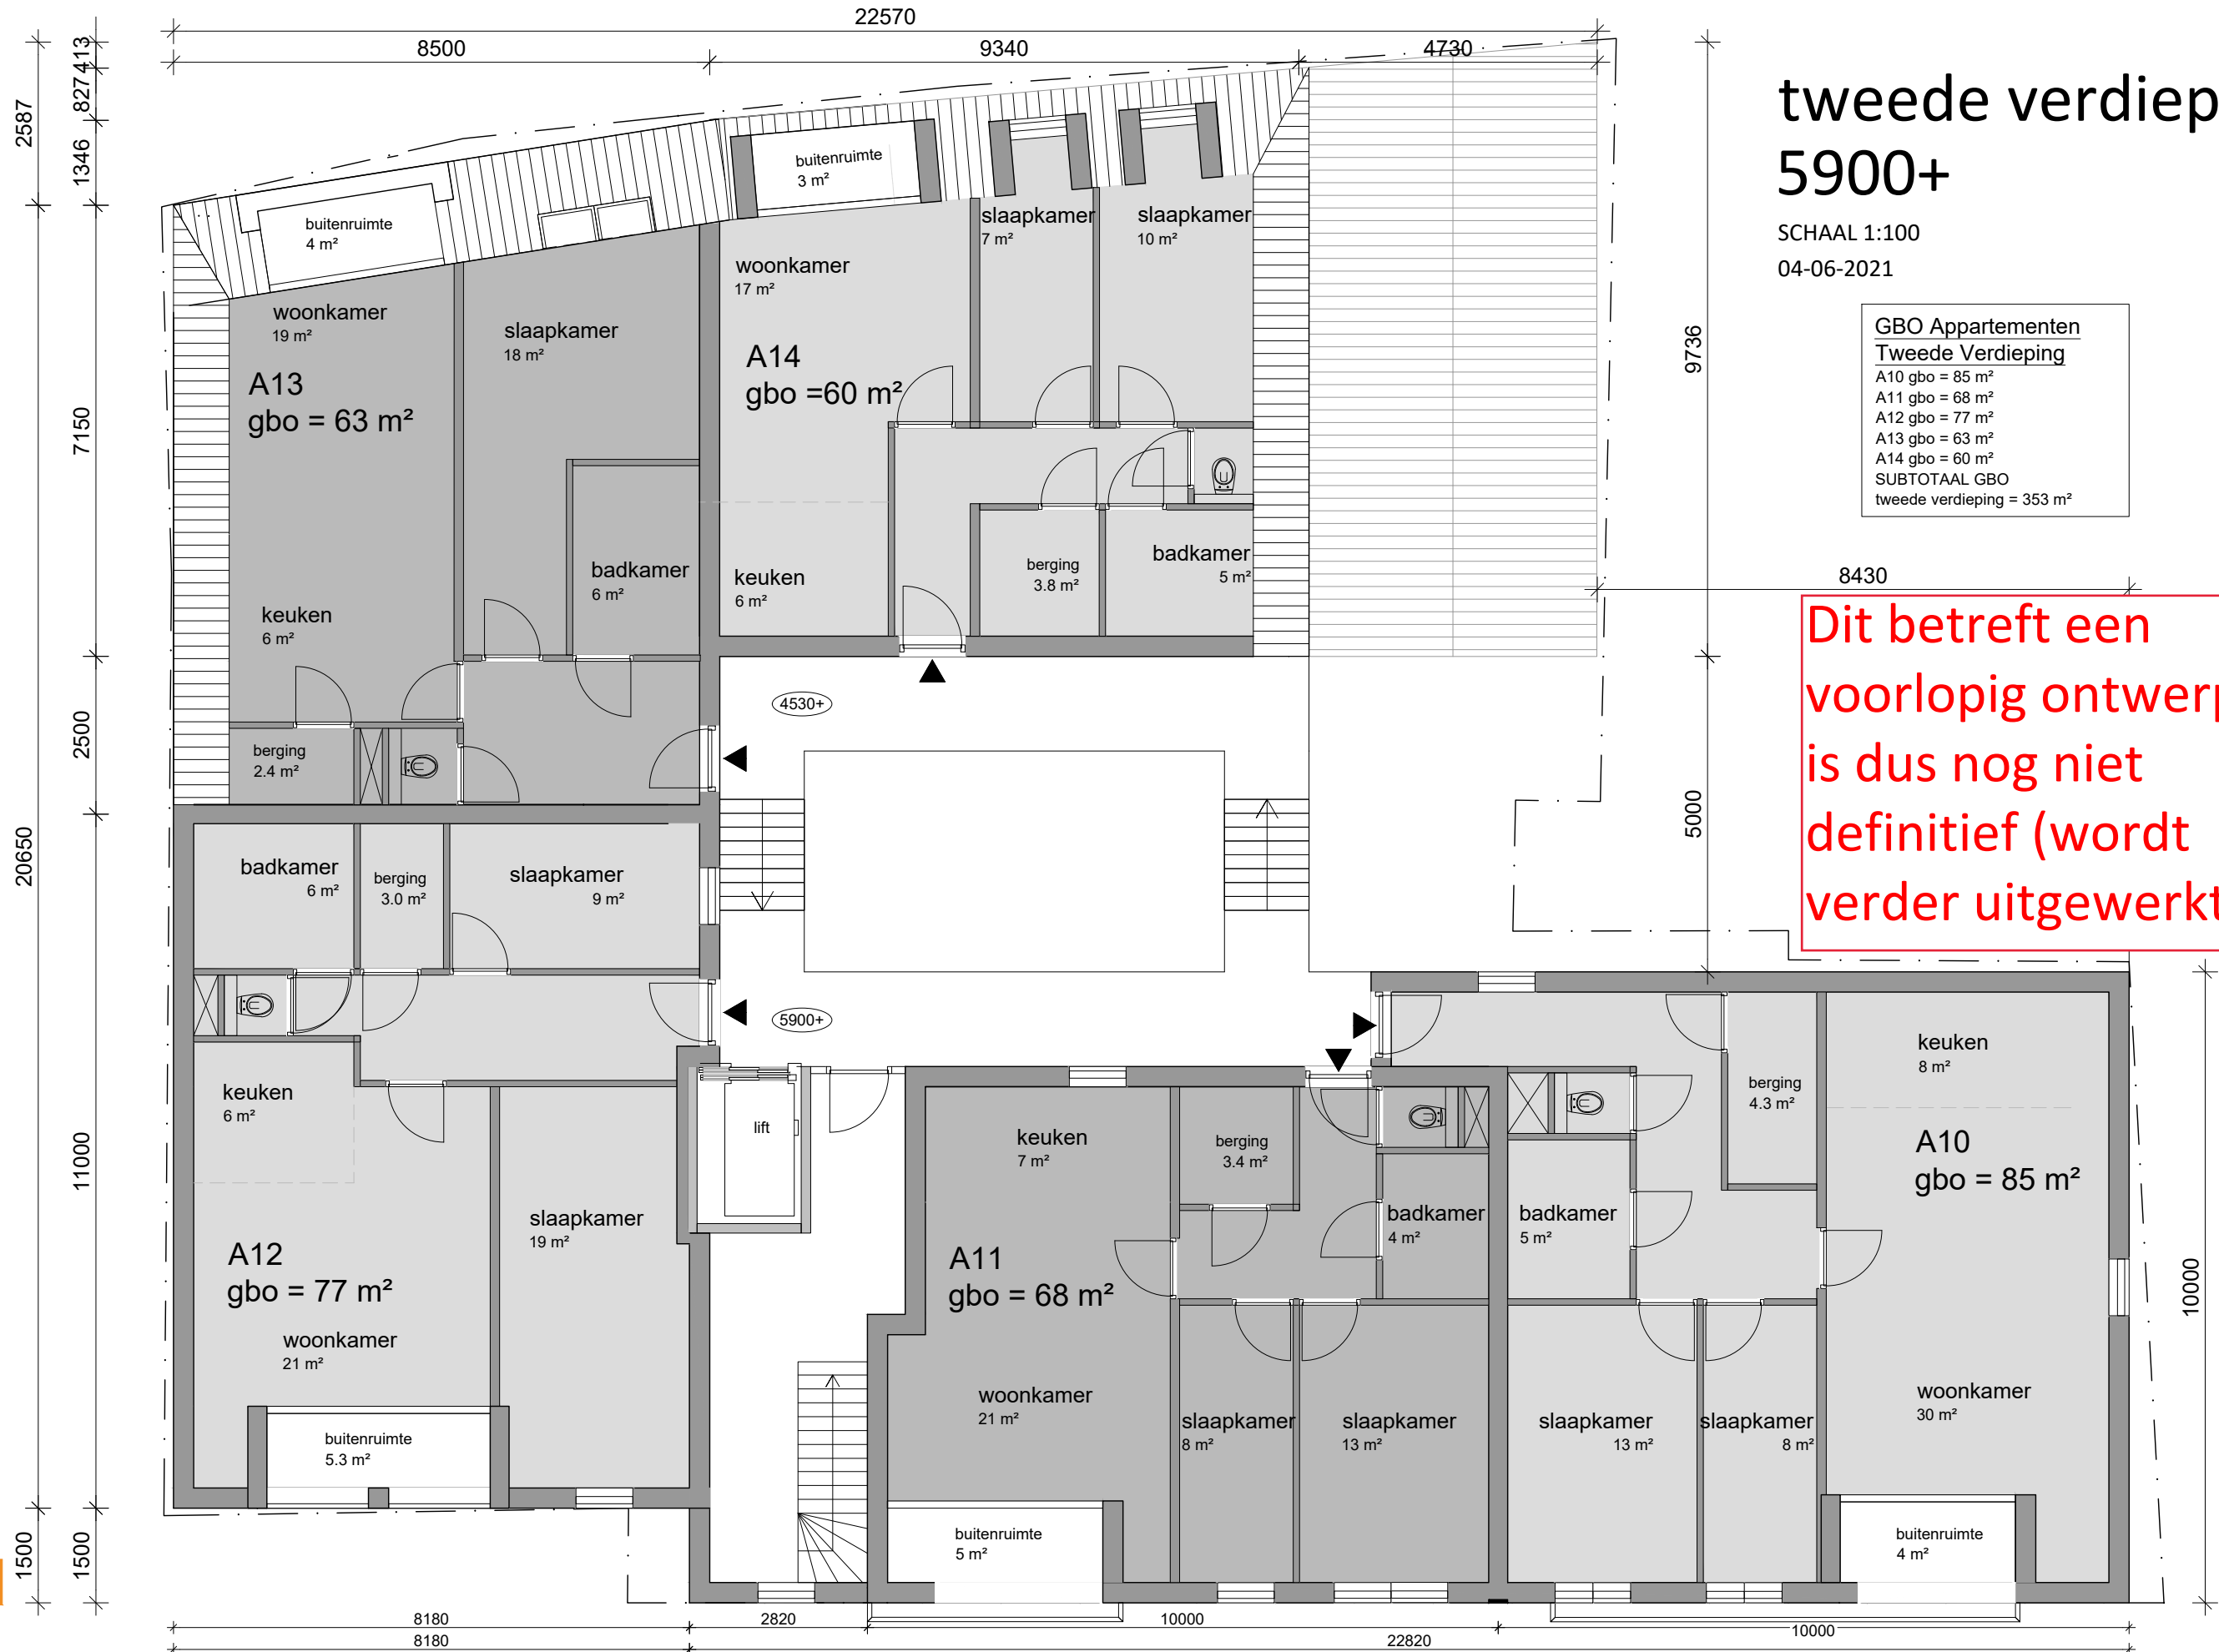 22570
8500
9340
4730
413
827
1346
2587
7150
2500
20650
11000
1500
1500
tweede verdiep
5900+
SCHAAL 1:100
04-06-2021
GBO Appartementen
Tweede Verdieping
A10 gbo = 85 m²
A11 gbo = 68 m²
A12 gbo = 77 m²
A13 gbo = 63 m²
A14 gbo = 60 m²
SUBTOTAAL GBO
tweede verdieping = 353 m²
9736
5000
8430
10000
Dit betreft een
voorlopig ontwerp
is dus nog niet
definitief (wordt
verder uitgewerkt
buitenruimte
4 m²
woonkamer
19 m²
A13
gbo = 63 m²
slaapkamer
18 m²
badkamer
6 m²
keuken
6 m²
berging
2.4 m²
buitenruimte
3 m²
woonkamer
17 m²
A14
gbo =60 m²
slaapkamer
7 m²
slaapkamer
10 m²
keuken
6 m²
berging
3.8 m²
badkamer
5 m²
4530+
5900+
badkamer
6 m²
berging
3.0 m²
slaapkamer
9 m²
keuken
6 m²
A12
gbo = 77 m²
woonkamer
21 m²
slaapkamer
19 m²
buitenruimte
5.3 m²
lift
keuken
7 m²
berging
3.4 m²
A11
gbo = 68 m²
badkamer
4 m²
woonkamer
21 m²
slaapkamer
8 m²
slaapkamer
13 m²
buitenruimte
5 m²
keuken
8 m²
berging
4.3 m²
A10
gbo = 85 m²
badkamer
5 m²
slaapkamer
13 m²
slaapkamer
8 m²
woonkamer
30 m²
buitenruimte
4 m²
8180
2820
10000
10000
8180
22820